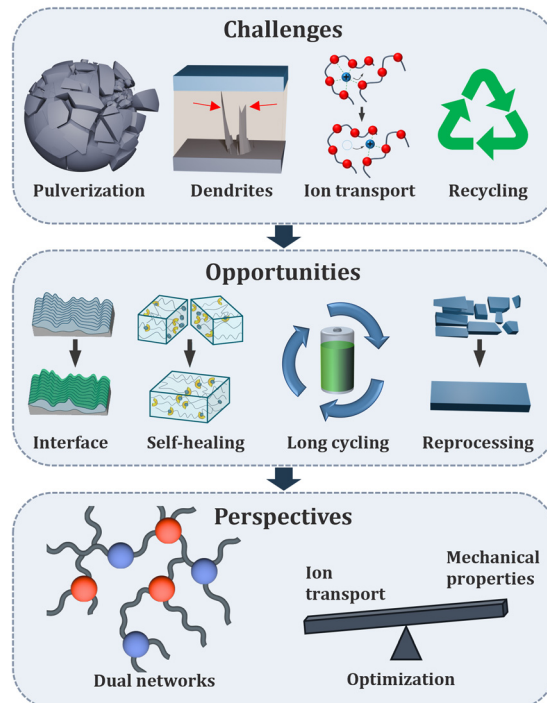 Challenges
Pulverization
Dendrites
Ion transport
Recycling
Opportunities
Interface
Self-healing
Long cycling
Reprocessing
Perspectives
Ion
transport
Mechanical
properties
Dual networks
Optimization